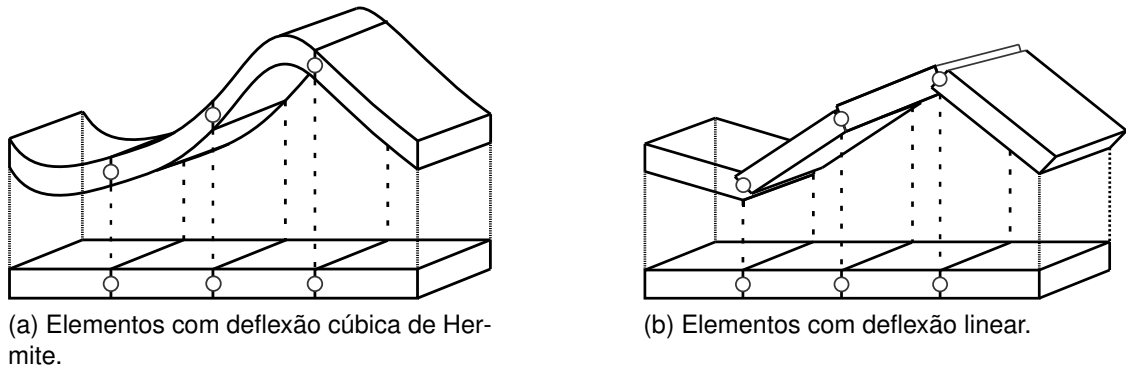 (a) Elementos com deflexão cúbica de Her-
mite.
(b) Elementos com deflexão linear.